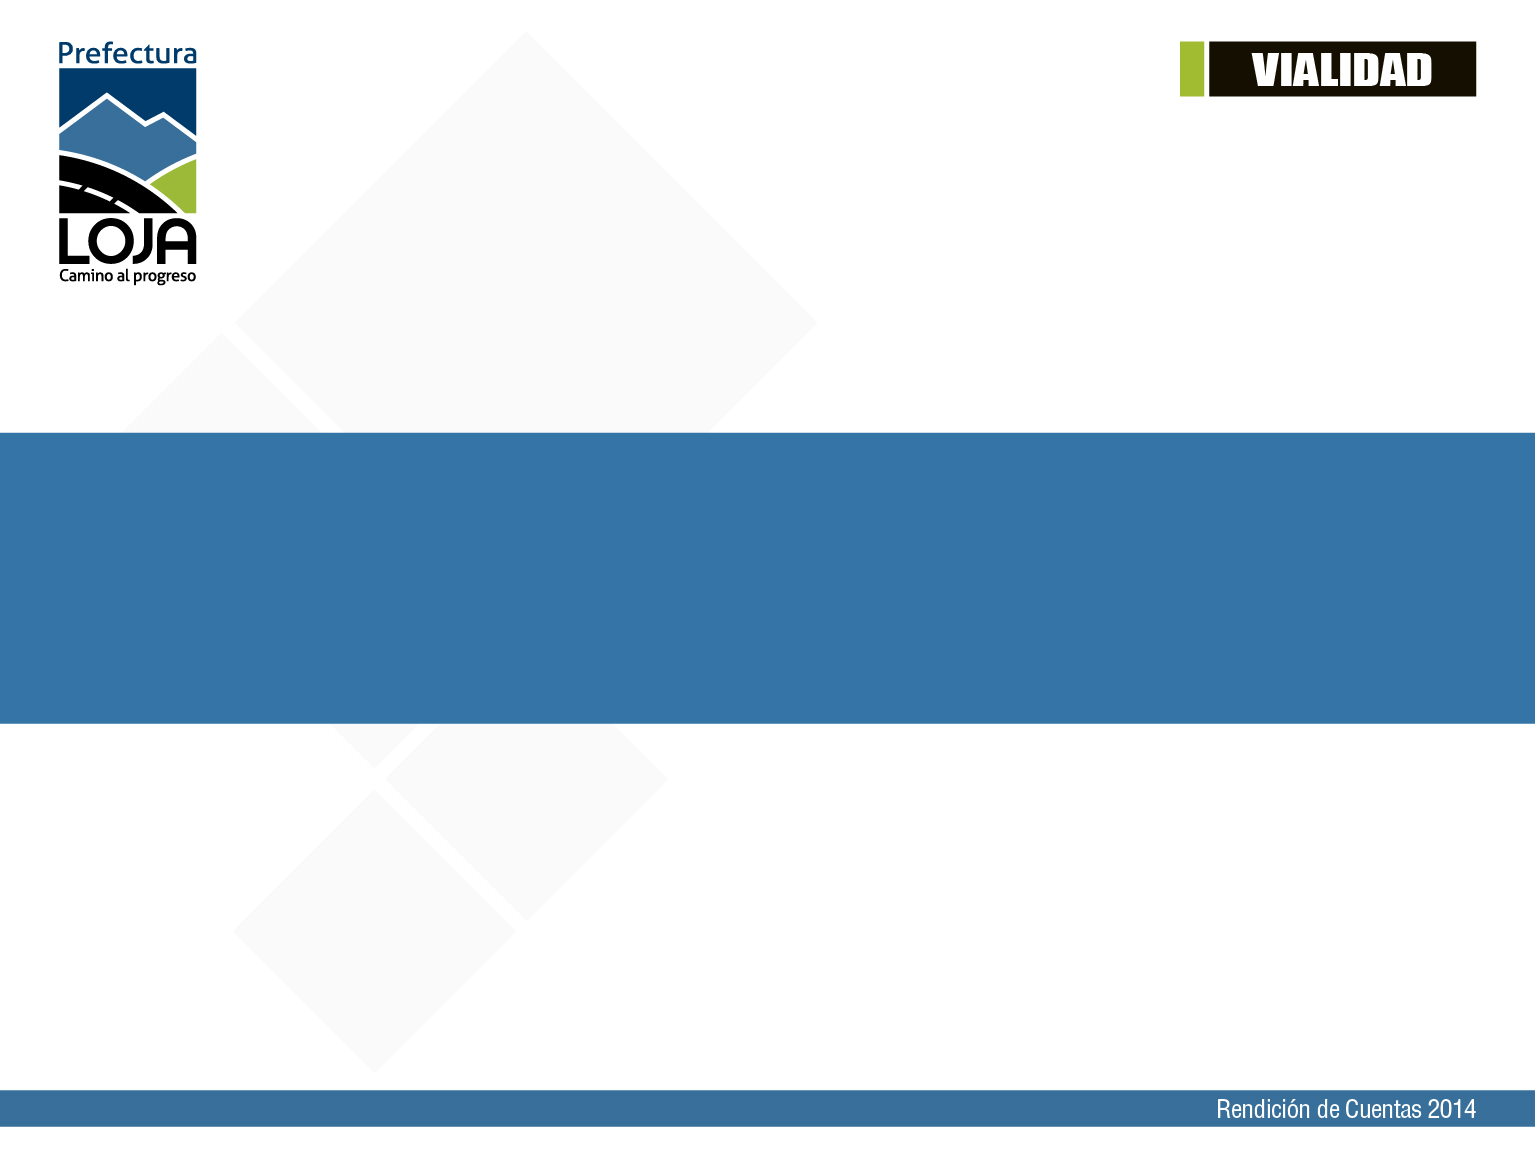 Prefectura
LOJA
Camino al progreso
VIALIDAD
Rendición de Cuentas 2014